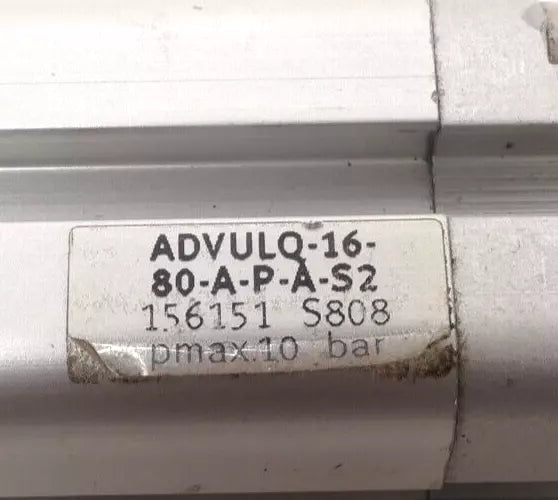 ADVULQ-16-
80-A-P-A-S2
156151 S808
pmax.10 bar